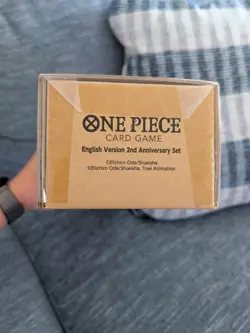 ONE PIECE
CARD GAME
English Version 2nd Anniversary Set
©Eiichiro Oda/Shueisha
©Eiichiro Oda/Shueisha, Toei Animation